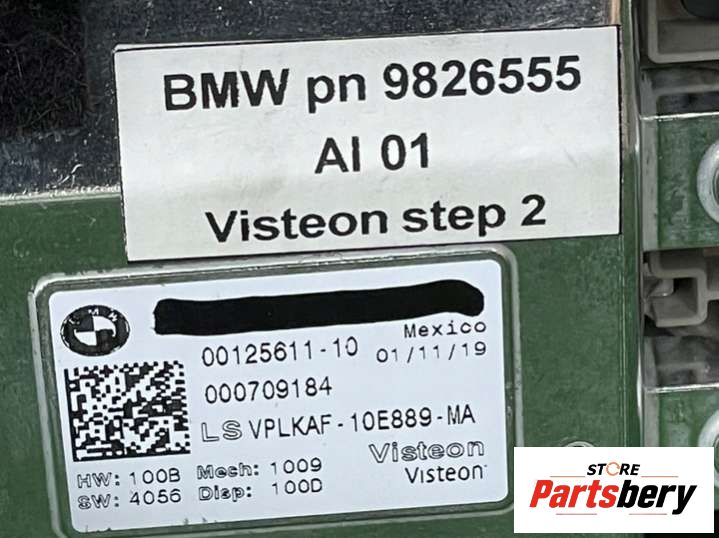 BMW pn 9826555
AI 01
Visteon step 2
BMW
Mexico
00125611-10 01/11/19
000709184
LS VPLKAF-10E889-MA
Visteon
HW: 100B Mech: 1009 Visteon
SW: 4056 Disp: 100D
STORE
Partsbery